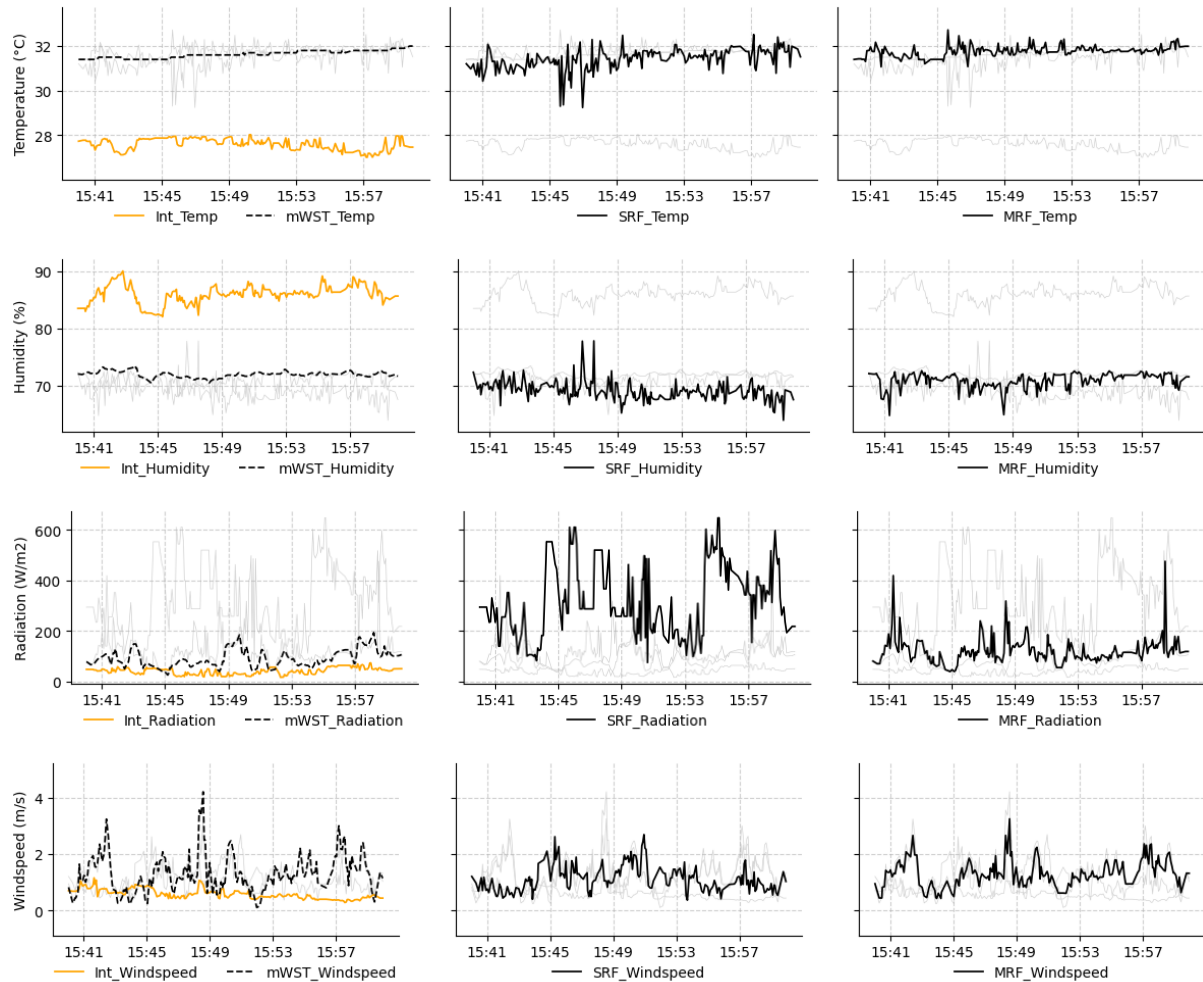 Temperature (°C)
32
30
28
15:41 15:45 15:49 15:53 15:57
15:41 15:45 15:49 15:53 15:57
15:41 15:45 15:49 15:53 15:57
Int_Temp mWST_Temp
SRF_Temp
MRF_Temp
Humidity (%)
90
80
70
15:41 15:45 15:49 15:53 15:57
15:41 15:45 15:49 15:53 15:57
15:41 15:45 15:49 15:53 15:57
Int_Humidity mWST_Humidity
SRF_Humidity
MRF_Humidity
Radiation (W/m2)
600
400
200
0
15:41 15:45 15:49 15:53 15:57
15:41 15:45 15:49 15:53 15:57
15:41 15:45 15:49 15:53 15:57
Int_Radiation mWST_Radiation
SRF_Radiation
MRF_Radiation
Windspeed (m/s)
4
2
0
15:41 15:45 15:49 15:53 15:57
15:41 15:45 15:49 15:53 15:57
15:41 15:45 15:49 15:53 15:57
Int_Windspeed mWST_Windspeed
SRF_Windspeed
MRF_Windspeed